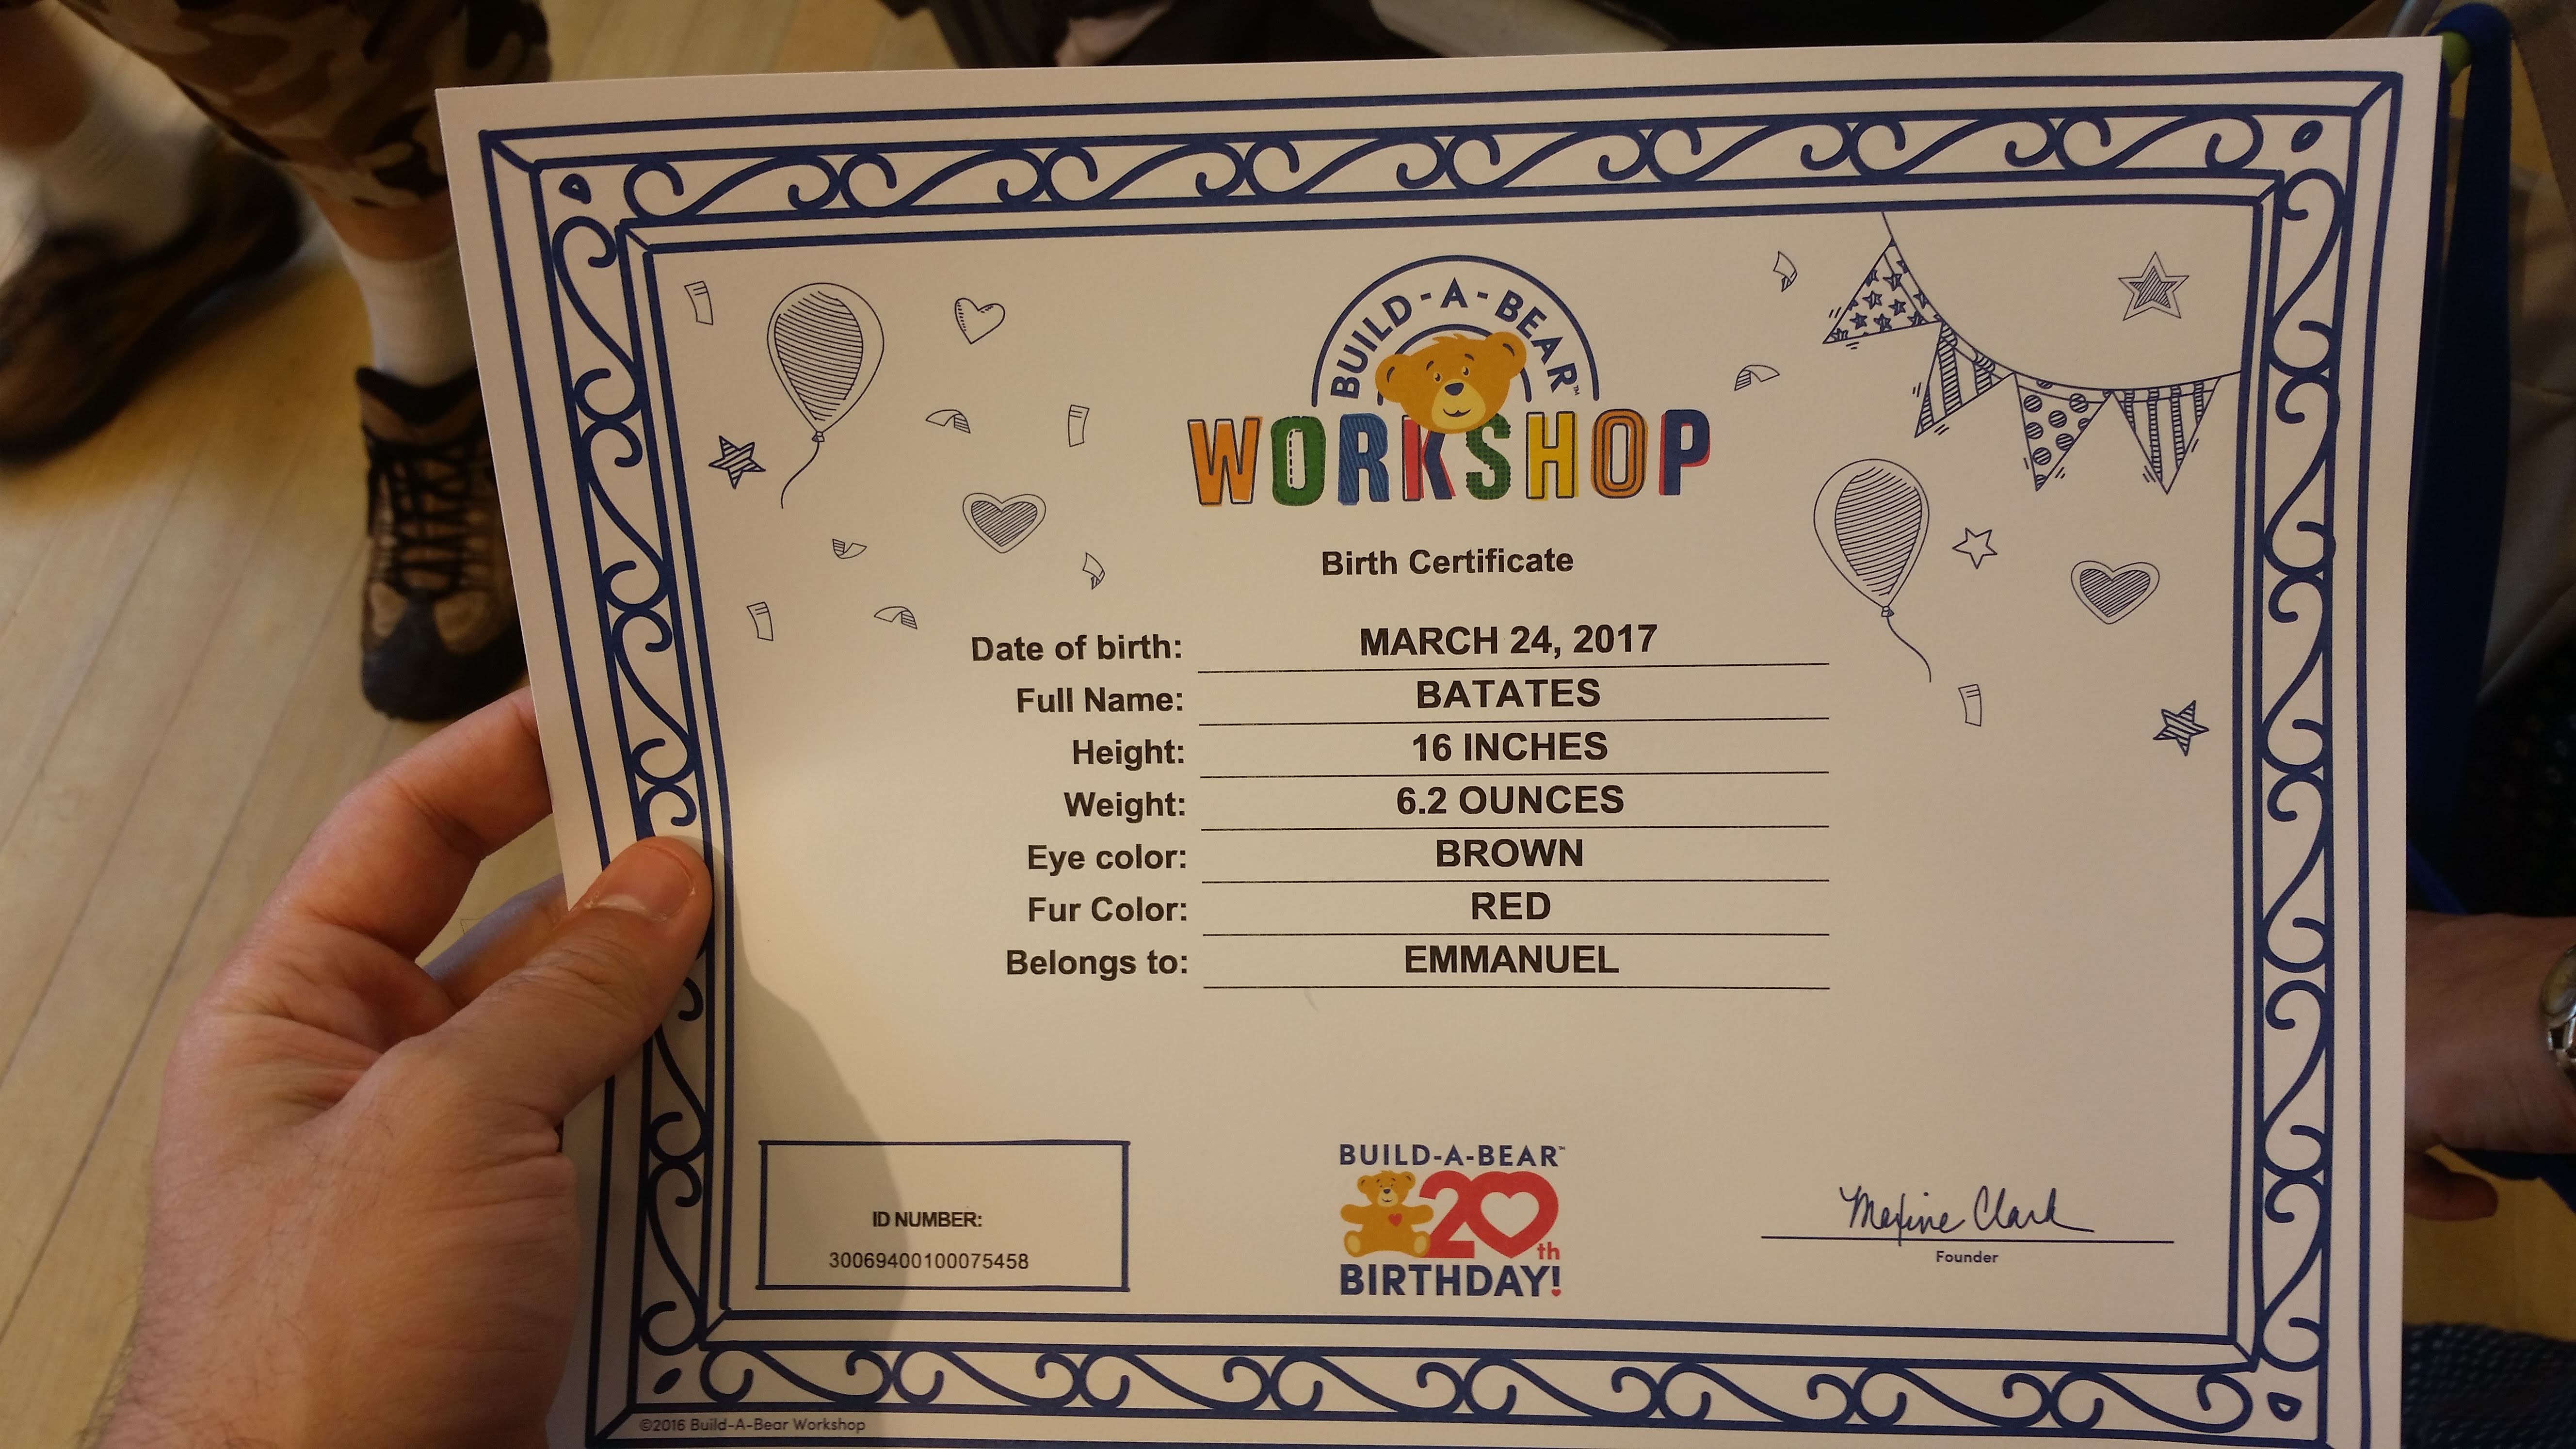 BUILD-A-BEAR™
WORKSHOP
Birth Certificate
Date of birth: MARCH 24, 2017
Full Name: BATATES
Height: 16 INCHES
Weight: 6.2 OUNCES
Eye color: BROWN
Fur Color: RED
Belongs to: EMMANUEL
ID NUMBER:
30069400100075458
BUILD-A-BEAR™
20th
BIRTHDAY!
Maxine Clark
Founder
©2016 Build-A-Bear Workshop